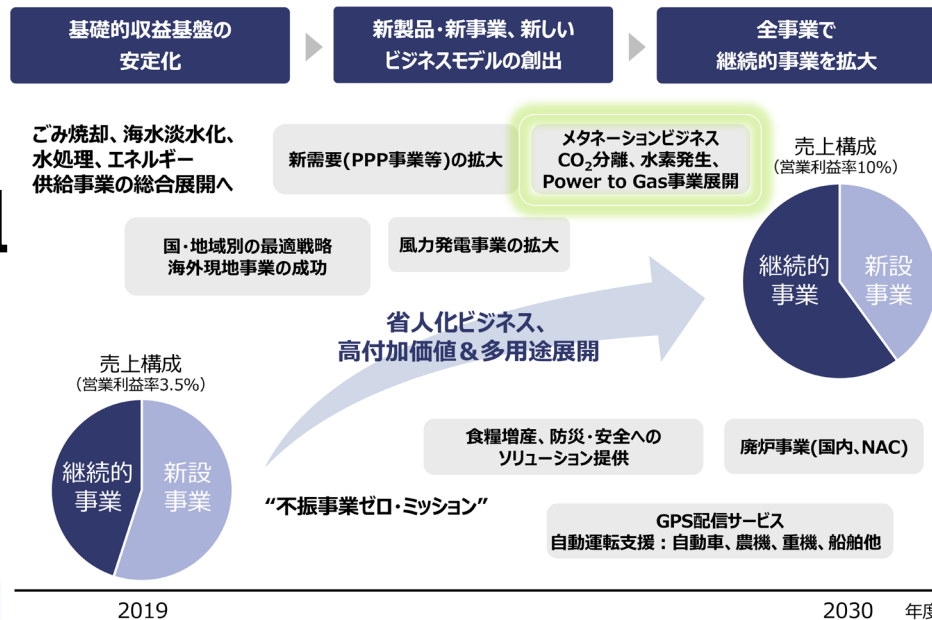 基礎的収益基盤の
安定化
新製品・新事業、新しい
ビジネスモデルの創出
全事業で
継続的事業を拡大
ごみ焼却、海水淡水化、
水処理、エネルギー
供給事業の総合展開へ
新需要(PPP事業等)の拡大
メタネーションビジネス
CO₂分離、水素発生、
Power to Gas事業展開
売上構成
(営業利益率10%)
国・地域別の最適戦略
海外現地事業の成功
風力発電事業の拡大
継続的
事業
新設
事業
省人化ビジネス、
高付加価値＆多用途展開
売上構成
(営業利益率3.5%)
継続的
事業
新設
事業
食糧増産、防災・安全への
ソリューション提供
廃炉事業(国内、NAC)
“不振事業ゼロ・ミッション”
GPS配信サービス
自動運転支援：自動車、農機、重機、船舶他
2019
2030
年度